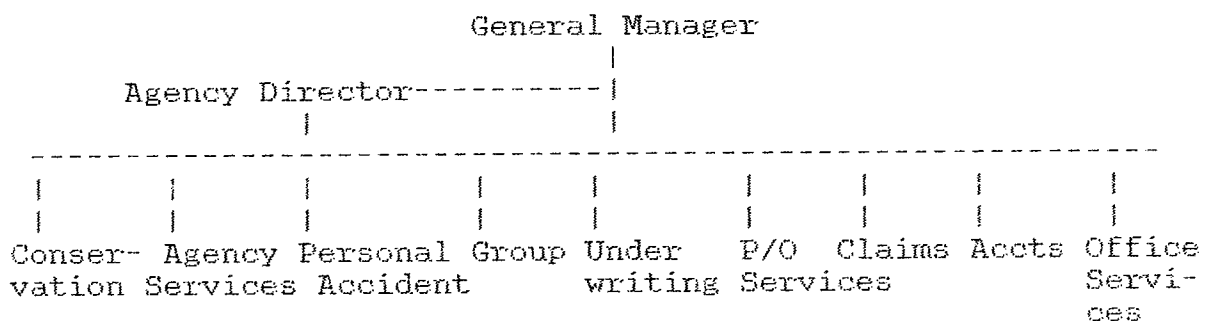 General Manager
Agency Director
Conser- Agency Personal Group Under P/O Claims Accts Office
vation Services Accident writing Services Servi-
ces